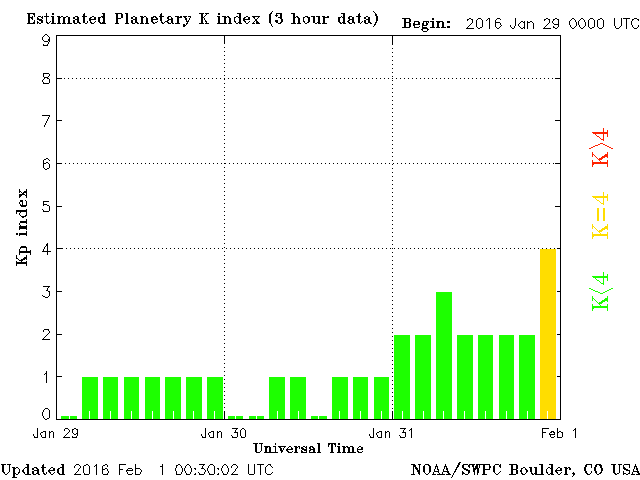 Estimated Planetary K index (3 hour data) Begin: 2016 Jan 29 0000 UTC
9
8
7
6
5
4
3
2
1
0
Kp index
K>4
K=4
K<4
Jan 29 Jan 30 Jan 31 Feb 1
Universal Time
Updated 2016 Feb 1 00:30:02 UTC NOAA/SWPC Boulder, CO USA